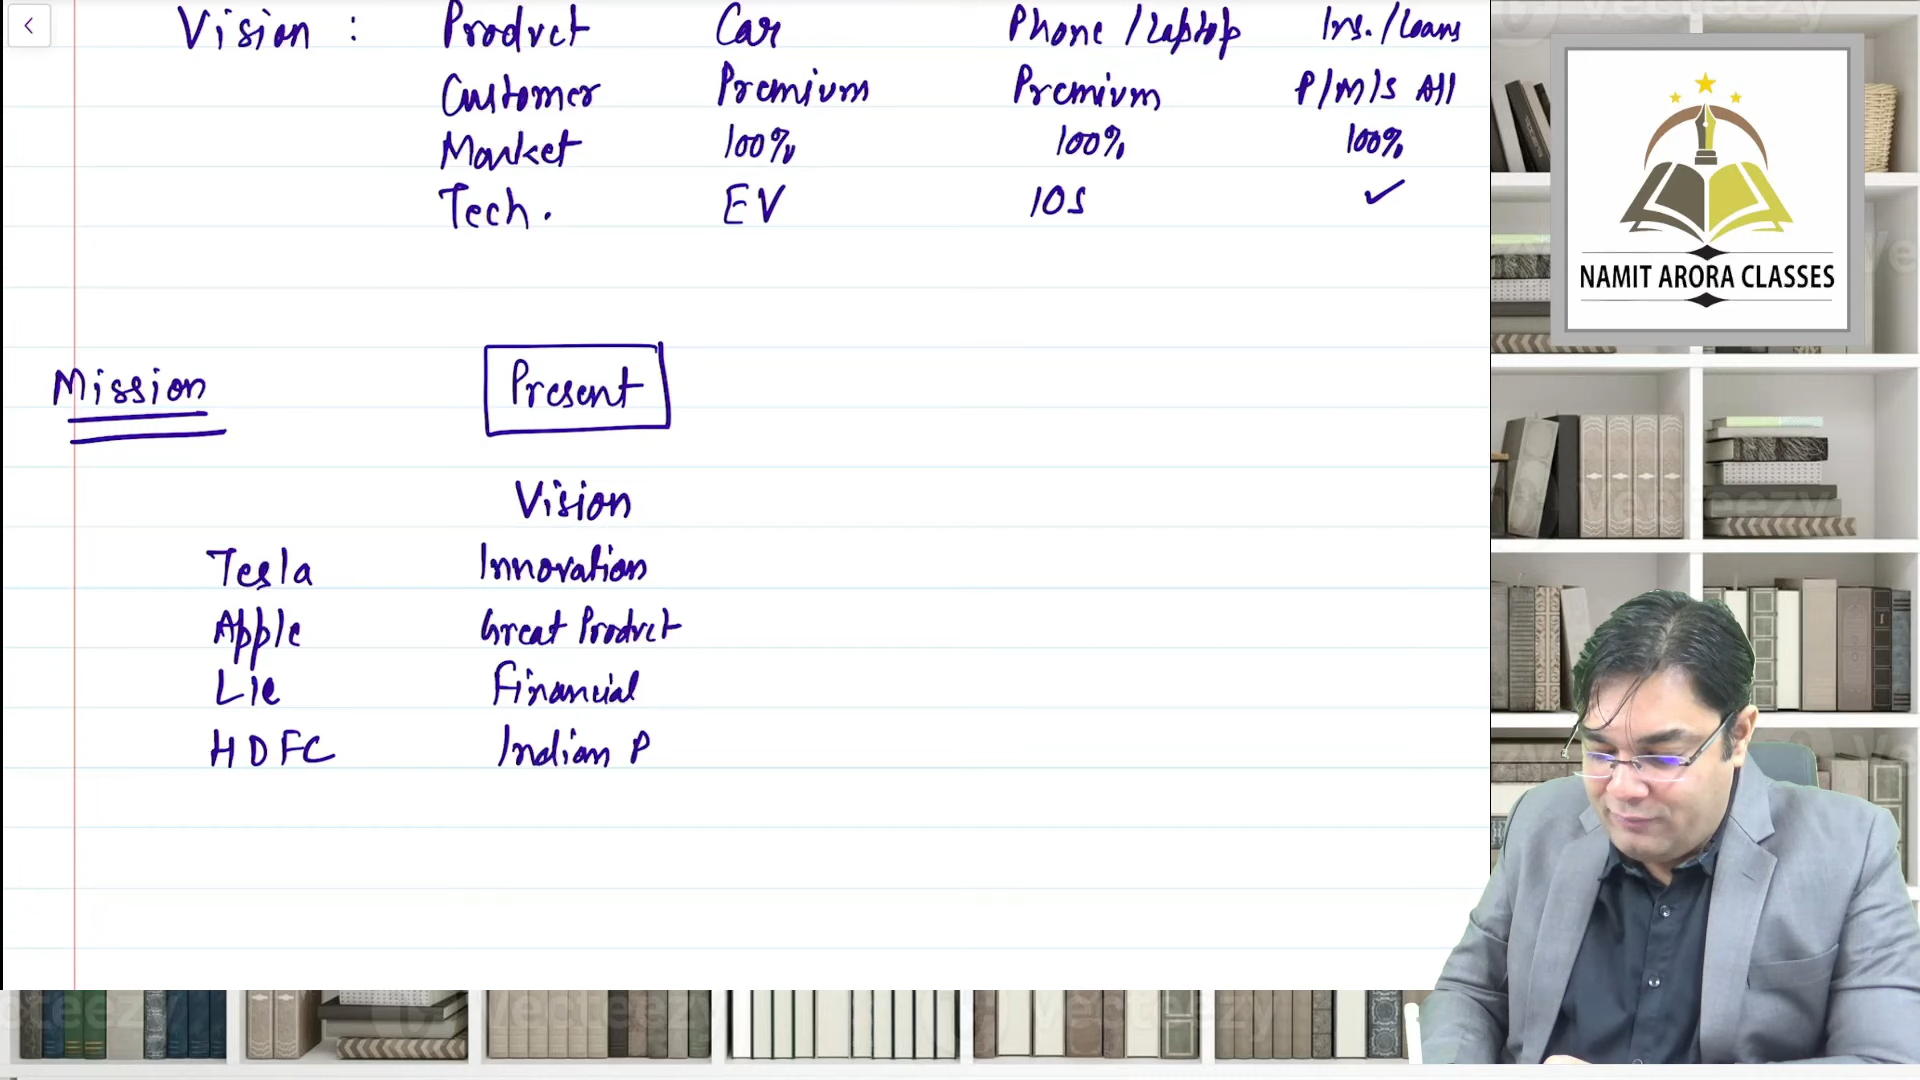 Vision : Product Car Phone / Laptop Ins. / Loans
Customer Premium Premium P/M/S All
Market 100% 100% 100%
Tech. EV IOS ✓
NAMIT ARORA CLASSES
Mission Present
Vision
Tesla Innovation
Apple Great Product
LIC Financial
HDFC Indian P